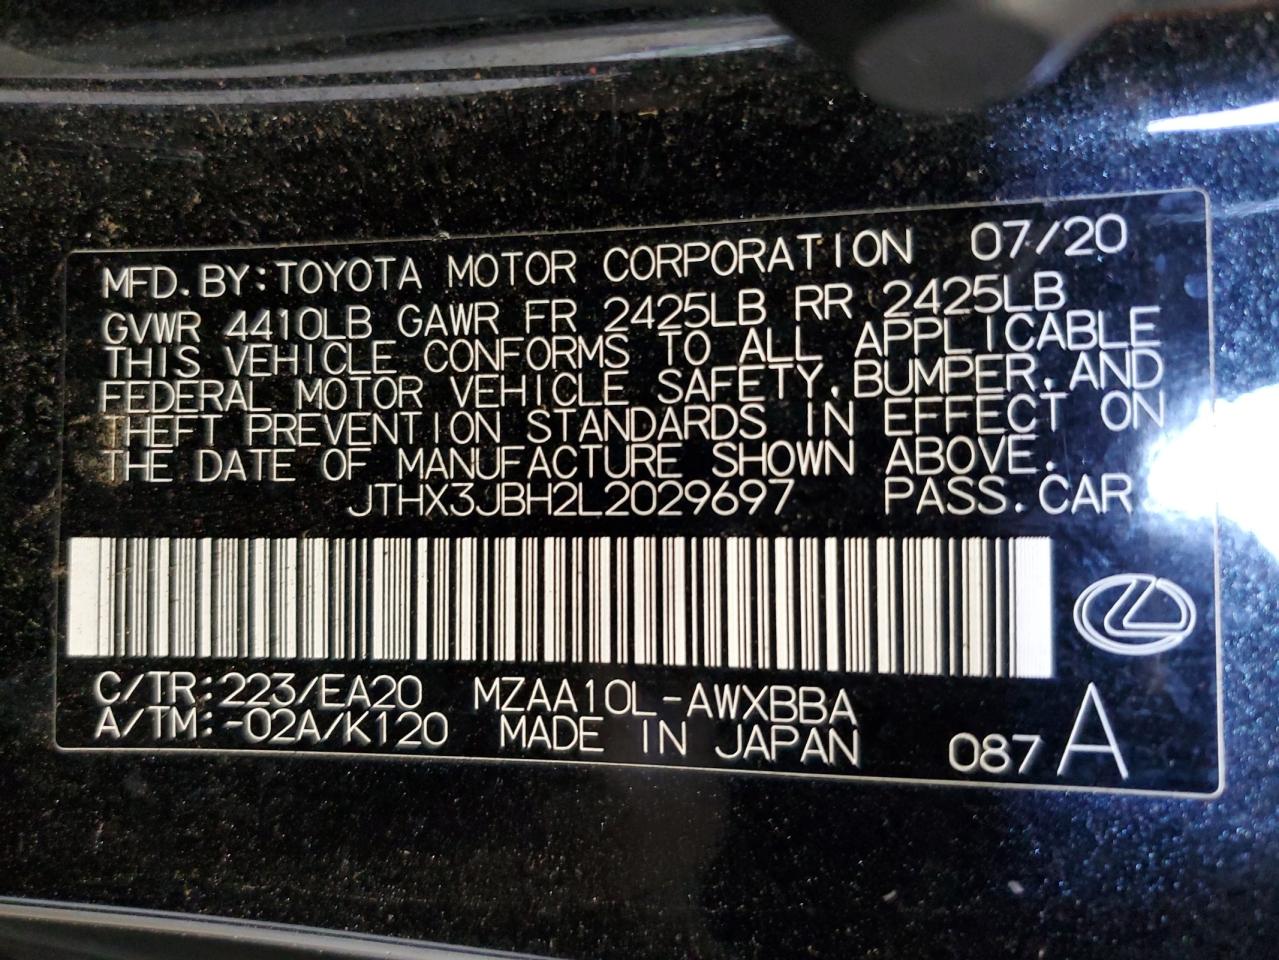 MFD. BY: TOYOTA MOTOR CORPORATION 07/20
GVWR 4410LB GAWR FR 2425LB RR 2425LB
THIS VEHICLE CONFORMS TO ALL APPLICABLE
FEDERAL MOTOR VEHICLE SAFETY, BUMPER, AND
THEFT PREVENTION STANDARDS IN EFFECT ON
THE DATE OF MANUFACTURE SHOWN ABOVE.
JTHX3JBH2L2029697 PASS. CAR
C/TR: 223/EA20 MZAA10L-AWXBBA
A/TM: -02A/K120 MADE IN JAPAN 087 A